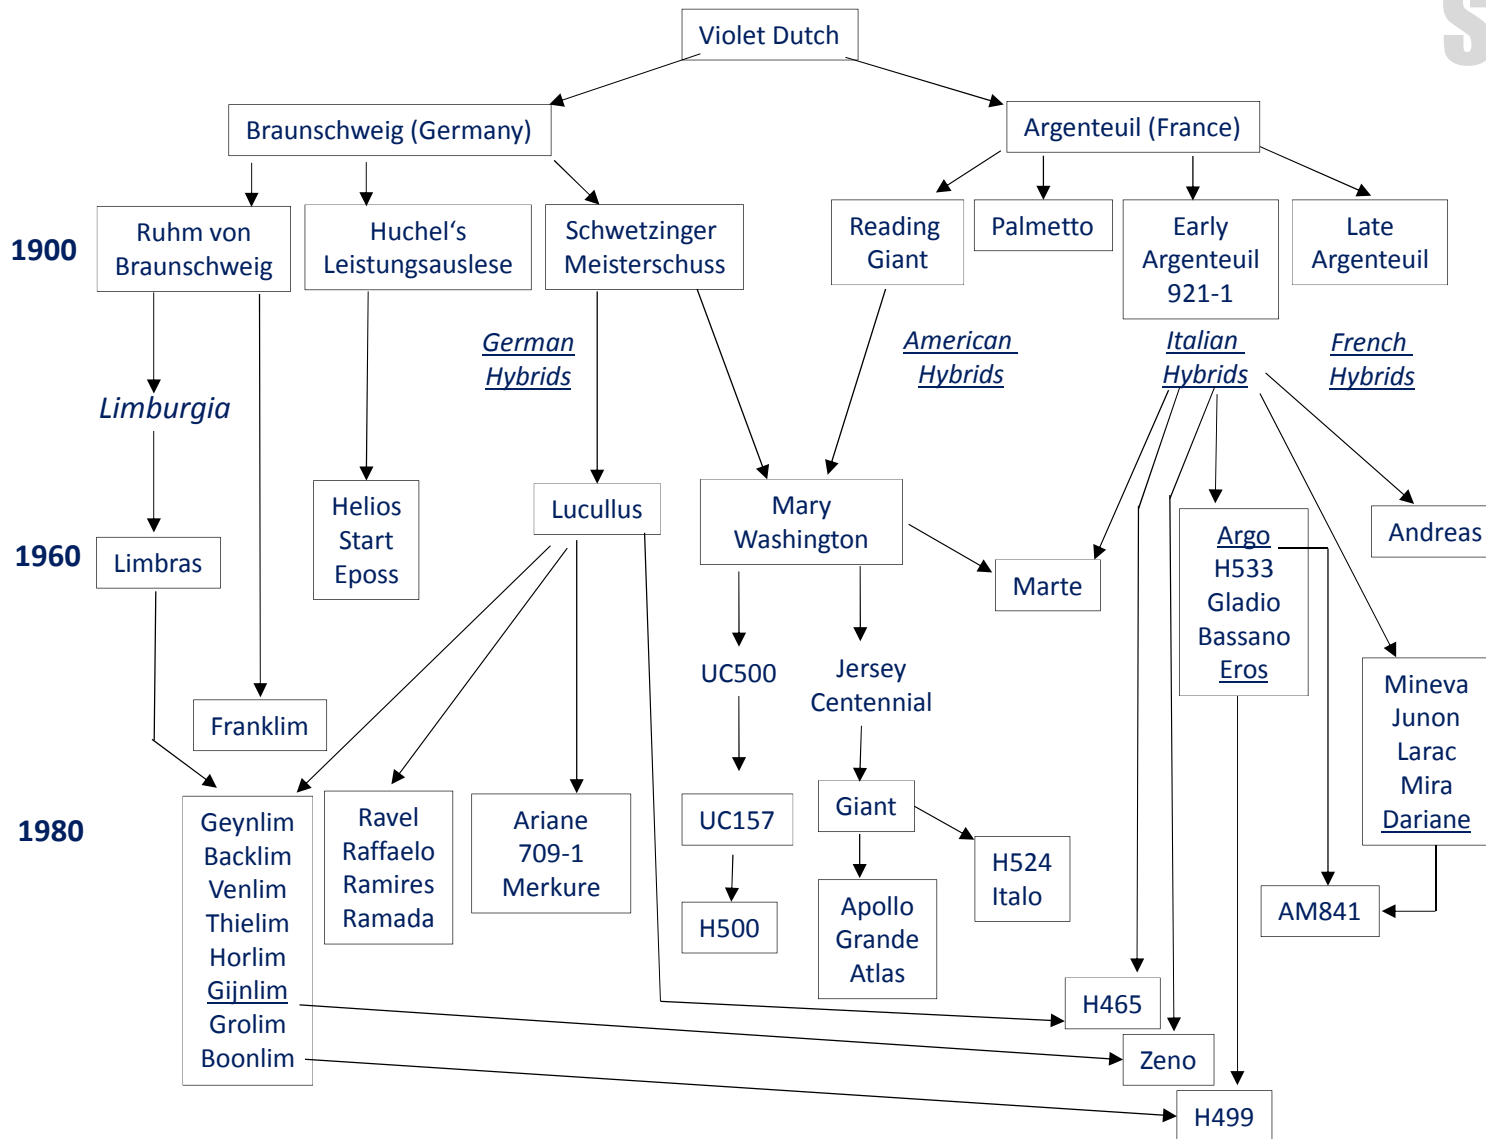 S
Violet Dutch
Braunschweig (Germany)
Argenteuil (France)
1900
Ruhm von
Braunschweig
Huchel‘s
Leistungsauslese
Schwetzinger
Meisterschuss
Reading
Giant
Palmetto
Early
Argenteuil
921-1
Late
Argenteuil
German
Hybrids
American
Hybrids
Italian
Hybrids
French
Hybrids
Limburgia
1960
Limbras
Helios
Start
Eposs
Lucullus
Mary
Washington
Marte
Argo
H533
Gladio
Bassano
Eros
Andreas
Franklim
UC500
Jersey
Centennial
Mineva
Junon
Larac
Mira
Dariane
1980
Geynlim
Backlim
Venlim
Thielim
Horlim
Gijnlim
Grolim
Boonlim
Ravel
Raffaelo
Ramires
Ramada
Ariane
709-1
Merkure
UC157
H500
Giant
Apollo
Grande
Atlas
H524
Italo
AM841
H465
Zeno
H499